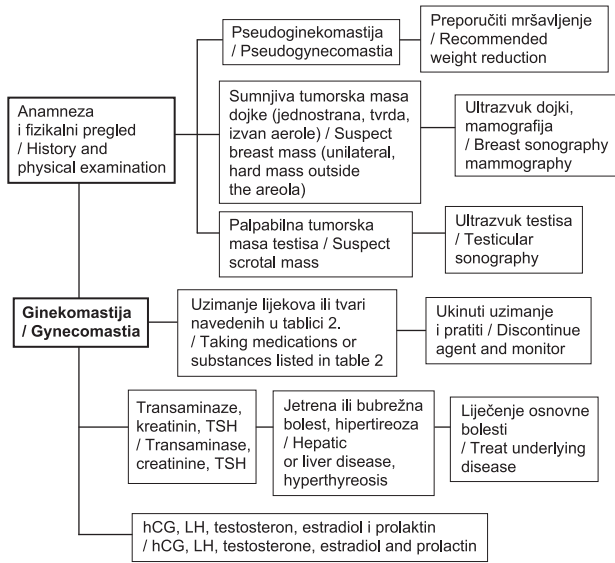 Pseudoginekomastija
/ Pseudogynecomastia
Preporučiti mršavljenje
/ Recommended
weight reduction
Anamneza
i fizikalni pregled
/ History and
physical examination
Sumnjiva tumorska masa
dojke (jednostrana, tvrda,
izvan aerole) / Suspect
breast mass (unilateral,
hard mass outside
the areola)
Ultrazvuk dojki,
mamografija
/ Breast sonography
mammography
Palpabilna tumorska
masa testisa / Suspect
scrotal mass
Ultrazvuk testisa
/ Testicular
sonography
Ginekomastija
/ Gynecomastia
Uzimanje lijekova ili tvari
navedenih u tablici 2.
/ Taking medications or
substances listed in table 2
Ukinuti uzimanje
i pratiti / Discontinue
agent and monitor
Transaminaze,
kreatinin, TSH
/ Transaminase,
creatinine, TSH
Jetrena ili bubrežna
bolest, hipertireoza
/ Hepatic
or liver disease,
hyperthyreosis
Liječenje osnovne
bolesti
/ Treat underlying
disease
hCG, LH, testosteron, estradiol i prolaktin
/ hCG, LH, testosterone, estradiol and prolactin